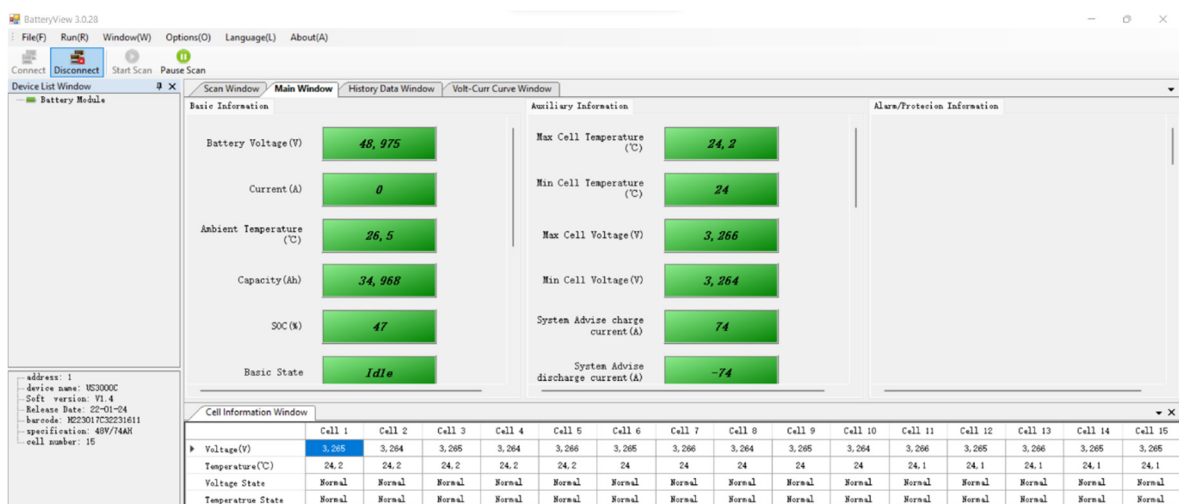 BatteryView 3.0.28
File(F) Run(R) Window(W) Options(O) Language(L) About(A)
Connect Disconnect Start Scan Pause Scan
Device List Window
Battery Module
address: 1
device name: US3000C
Soft version: V1.4
Release Date: 22-01-24
barcode: M223017C32231611
specification: 48V/74AH
cell number: 15
Scan Window Main Window History Data Window Volt-Curr Curve Window
Basic Information
Battery Voltage(V) 48,975
Current(A) 0
Ambient Temperature
(℃) 26,5
Capacity(Ah) 34,968
SOC(%) 47
Basic State Idle
Auxiliary Information
Max Cell Temperature
(℃) 24,2
Min Cell Temperature
(℃) 24
Max Cell Voltage(V) 3,266
Min Cell Voltage(V) 3,264
System Advise charge
current(A) 74
System Advise
discharge current(A) -74
Alarm/Protecion Information
Cell Information Window
Cell 1 Cell 2 Cell 3 Cell 4 Cell 5 Cell 6 Cell 7 Cell 8 Cell 9 Cell 10 Cell 11 Cell 12 Cell 13 Cell 14 Cell 15
Voltage(V) 3,265 3,264 3,265 3,264 3,265 3,265 3,266 3,264 3,265 3,264 3,266 3,265 3,266 3,265 3,265
Temperature(℃) 24,2 24,2 24,2 24,2 24,2 24 24 24 24 24 24,1 24,1 24,1 24,1 24,1
Voltage State Normal Normal Normal Normal Normal Normal Normal Normal Normal Normal Normal Normal Normal Normal Normal
Temperatrue State Normal Normal Normal Normal Normal Normal Normal Normal Normal Normal Normal Normal Normal Normal Normal